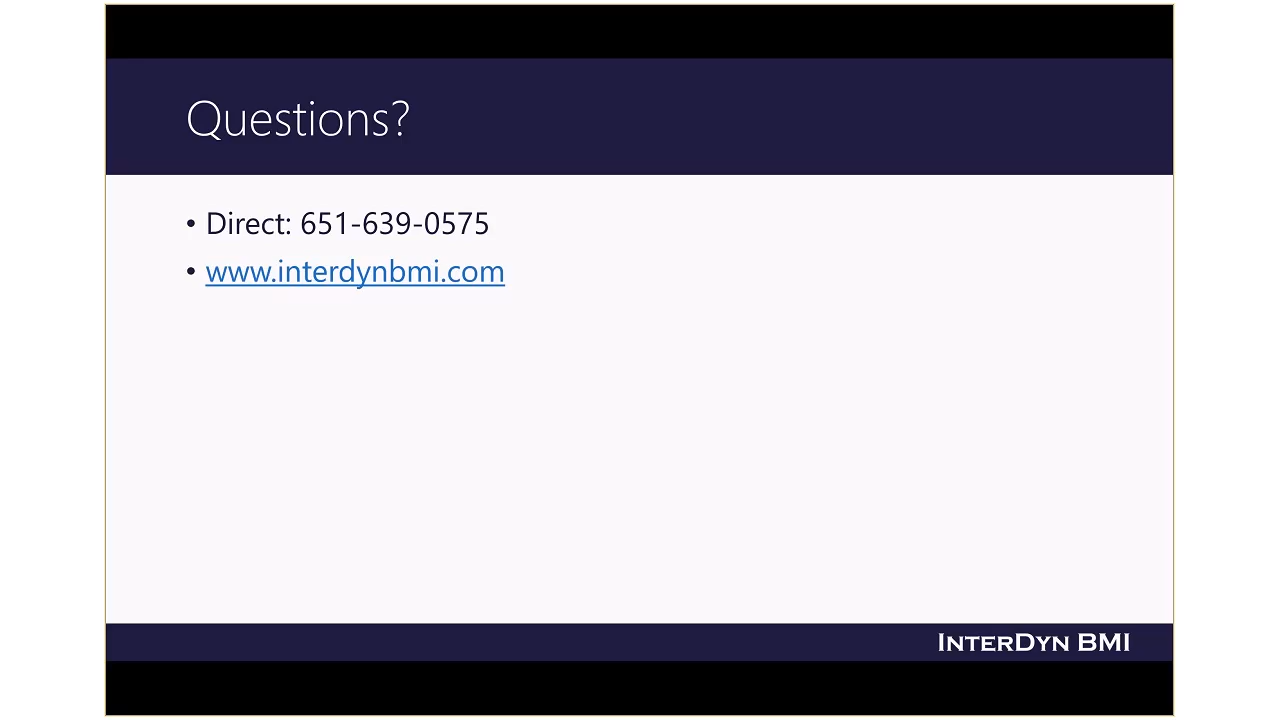 Questions?
• Direct: 651-639-0575
• www.interdynbmi.com
INTERDYN BMI